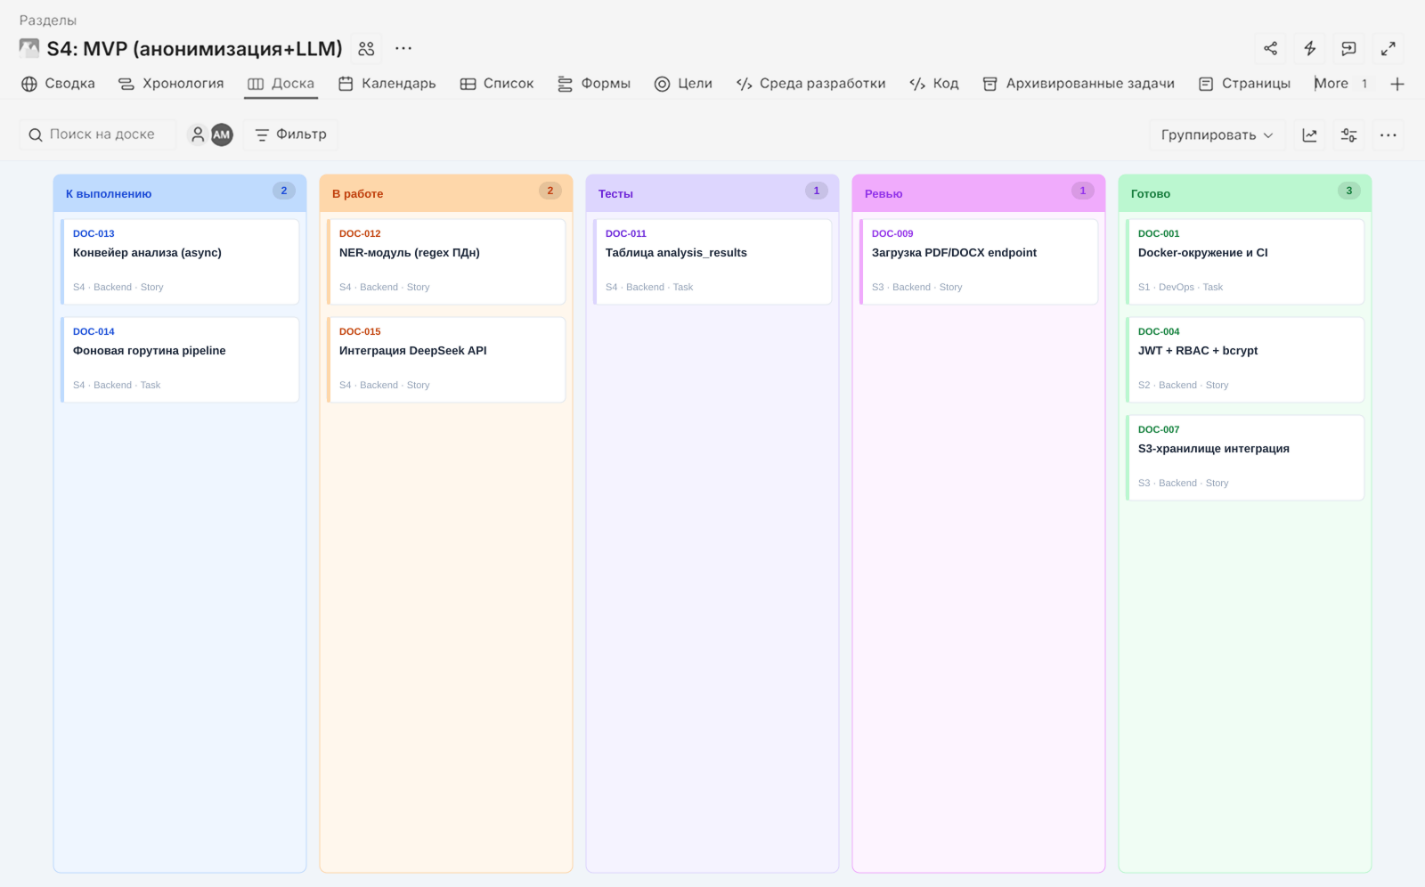 Разделы
S4: MVP (анонимизация+LLM)
Сводка Хронология Доска Календарь Список Формы Цели Среда разработки Код Архивированные задачи Страницы More 1
Поиск на доске AM Фильтр Группировать
К выполнению 2
DOC-013
Конвейер анализа (async)
S4 · Backend · Story
DOC-014
Фоновая горутина pipeline
S4 · Backend · Task
В работе 2
DOC-012
NER-модуль (regex ПДн)
S4 · Backend · Story
DOC-015
Интеграция DeepSeek API
S4 · Backend · Story
Тесты 1
DOC-011
Таблица analysis_results
S4 · Backend · Task
Ревью 1
DOC-009
Загрузка PDF/DOCX endpoint
S3 · Backend · Story
Готово 3
DOC-001
Docker-окружение и CI
S1 · DevOps · Task
DOC-004
JWT + RBAC + bcrypt
S2 · Backend · Story
DOC-007
S3-хранилище интеграция
S3 · Backend · Story